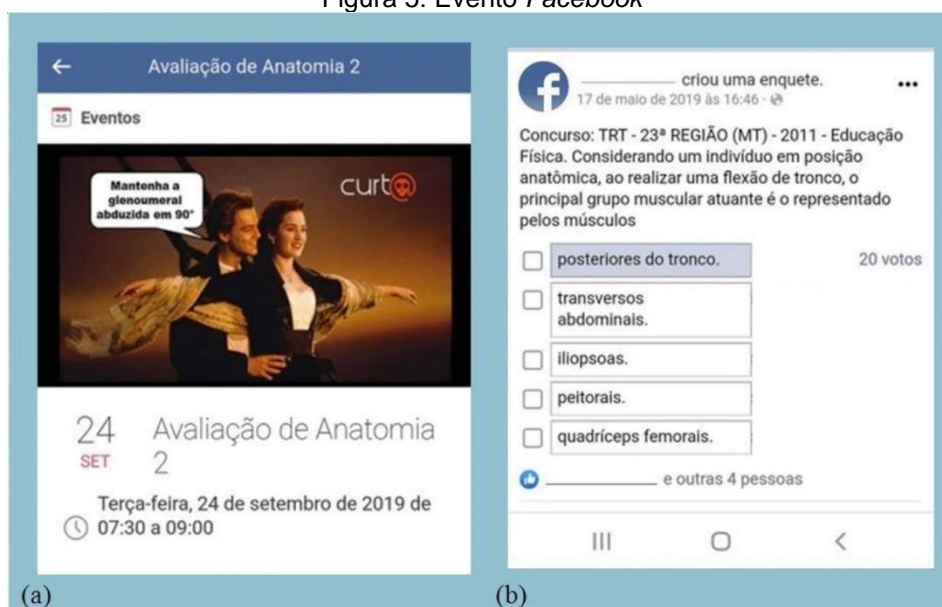 Figura 3. Evento Facebook
Avaliação de Anatomia 2
25 Eventos
Mantenha a
glenoumeral
abduzida em 90°
curt@
24
SET
Avaliação de Anatomia
2
Terça-feira, 24 de setembro de 2019 de
07:30 a 09:00
(a)
criou uma enquete.
17 de maio de 2019 às 16:46 ·
Concurso: TRT - 23ª REGIÃO (MT) - 2011 - Educação
Física. Considerando um indivíduo em posição
anatômica, ao realizar uma flexão de tronco, o
principal grupo muscular atuante é o representado
pelos músculos
posteriores do tronco.
20 votos
transversos
abdominais.
iliopsoas.
peitorais.
quadríceps femorais.
e outras 4 pessoas
(b)